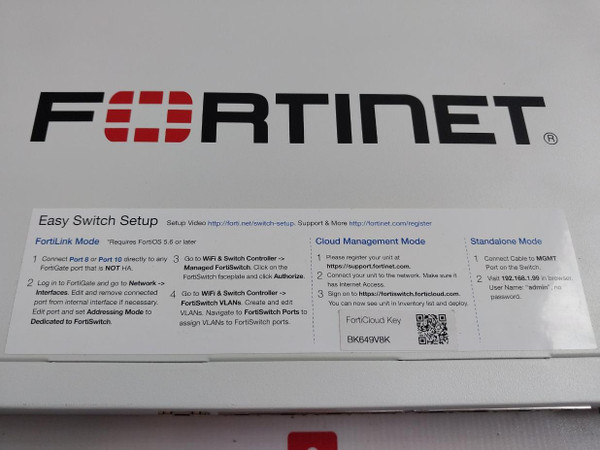 FORTINET®
Easy Switch Setup Setup Video http://forti.net/switch-setup. Support & More http://fortinet.com/register
FortiLink Mode *Requires FortiOS 5.6 or later
1 Connect Port 9 or Port 10 directly to any
FortiGate port that is NOT HA.
2 Log in to FortiGate and go to Network ->
Interfaces. Edit and remove connected
port from internal interface if necessary.
Edit port and set Addressing Mode to
Dedicated to FortiSwitch.
3 Go to WiFi & Switch Controller ->
Managed FortiSwitch. Click on the
FortiSwitch faceplate and click Authorize.
4 Go to WiFi & Switch Controller ->
FortiSwitch VLANs. Create and edit
VLANs. Navigate to FortiSwitch Ports to
assign VLANs to FortiSwitch ports.
Cloud Management Mode
1 Please register your unit at
https://support.fortinet.com.
2 Connect your unit to the network. Make sure it
has Internet Access.
3 Sign on to https://fortiswitch.forticloud.com.
You can now see unit in Inventory list and deploy.
FortiCloud Key
BK649V8K
Standalone Mode
1 Connect Cable to MGMT
Port on the Switch.
2 Visit 192.168.1.99 in browser.
User Name: "admin", no
password.